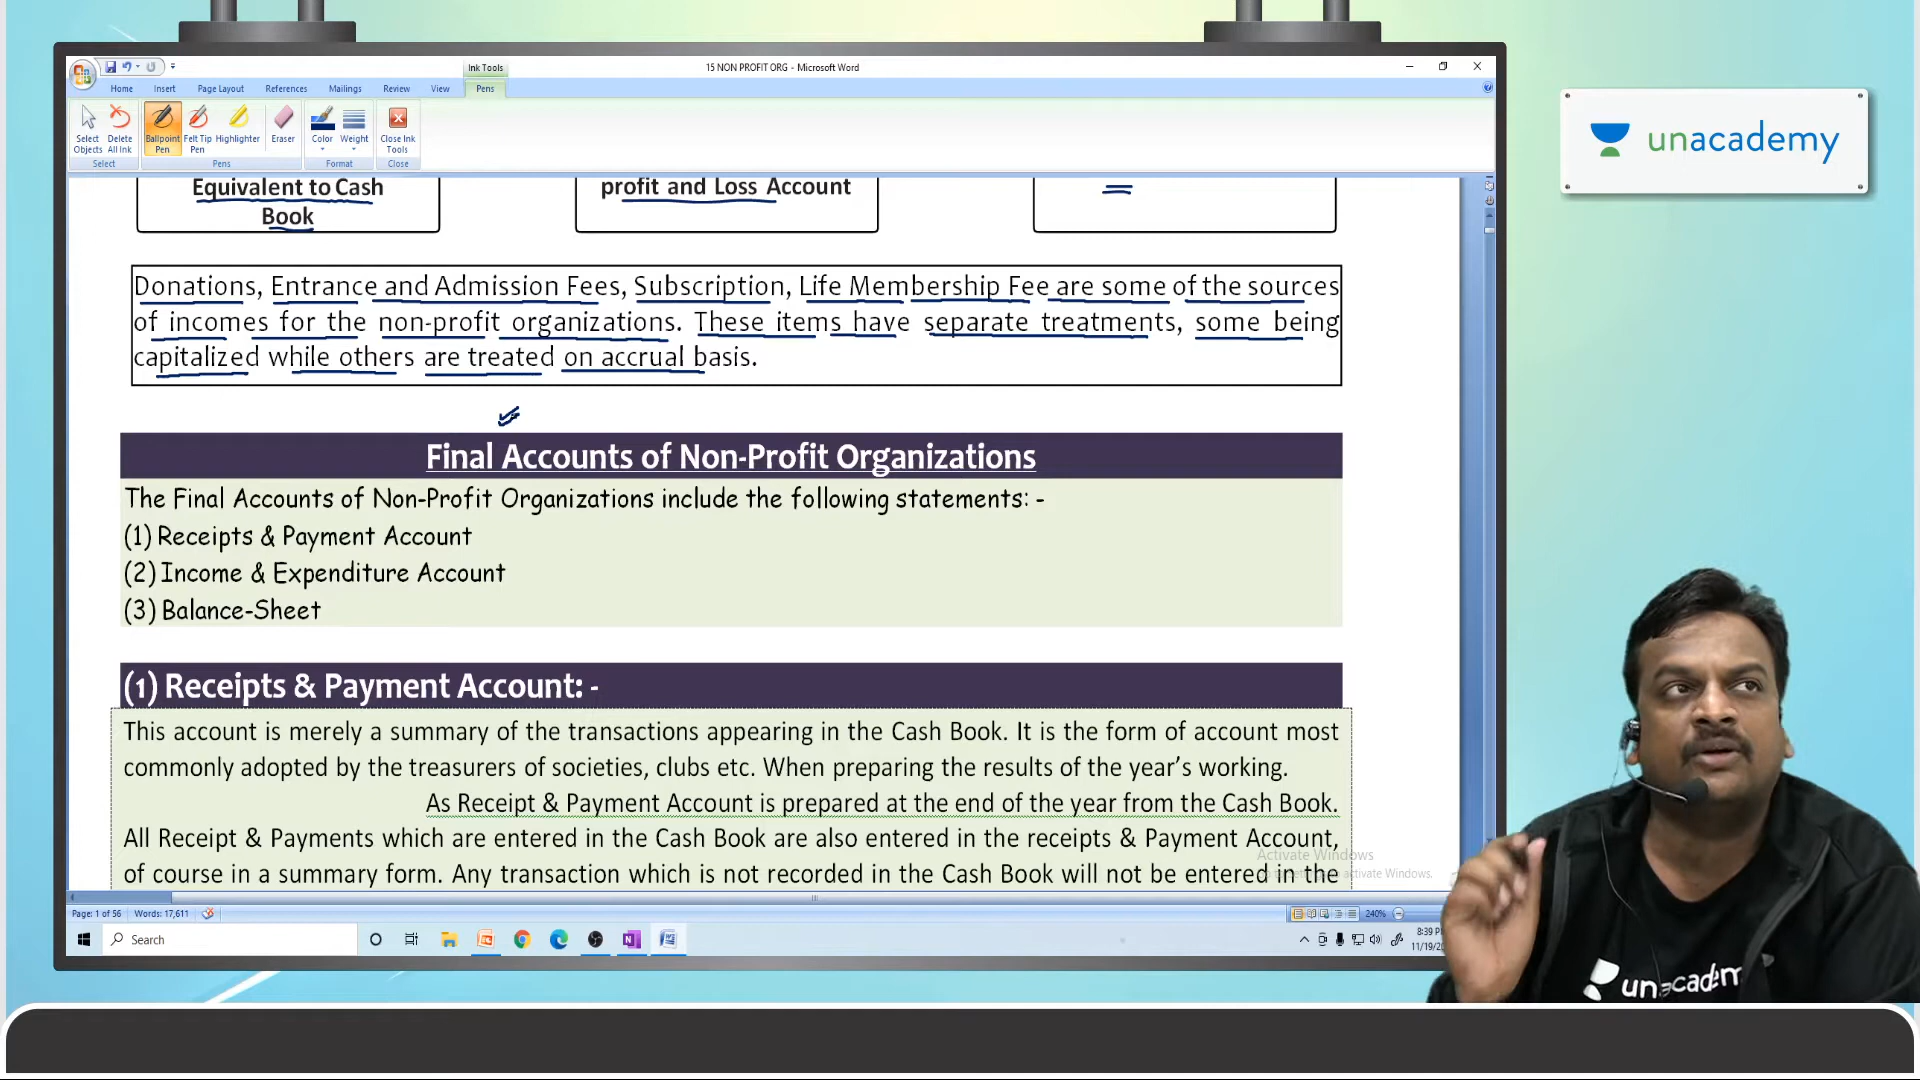 Ink Tools
15 NON PROFIT ORG - Microsoft Word
Home Insert Page Layout References Mailings Review View Pens
Select Objects
Delete All Ink
Ballpoint Pen
Felt Tip Pen
Highlighter
Eraser
Color
Weight
Close Ink Tools
Select Pens Format Close
unacademy
Equivalent to Cash
Book
profit and Loss Account
Donations, Entrance and Admission Fees, Subscription, Life Membership Fee are some of the sources
of incomes for the non-profit organizations. These items have separate treatments, some being
capitalized while others are treated on accrual basis.
Final Accounts of Non-Profit Organizations
The Final Accounts of Non-Profit Organizations include the following statements: -
(1) Receipts & Payment Account
(2) Income & Expenditure Account
(3) Balance-Sheet
(1) Receipts & Payment Account: -
This account is merely a summary of the transactions appearing in the Cash Book. It is the form of account most
commonly adopted by the treasurers of societies, clubs etc. When preparing the results of the year’s working.
As Receipt & Payment Account is prepared at the end of the year from the Cash Book.
All Receipt & Payments which are entered in the Cash Book are also entered in the receipts & Payment Account,
of course in a summary form. Any transaction which is not recorded in the Cash Book will not be entered in the
Activate Windows
Page: 1 of 56 Words: 17,611
240%
Search
8:39
11/19/20
unacadem